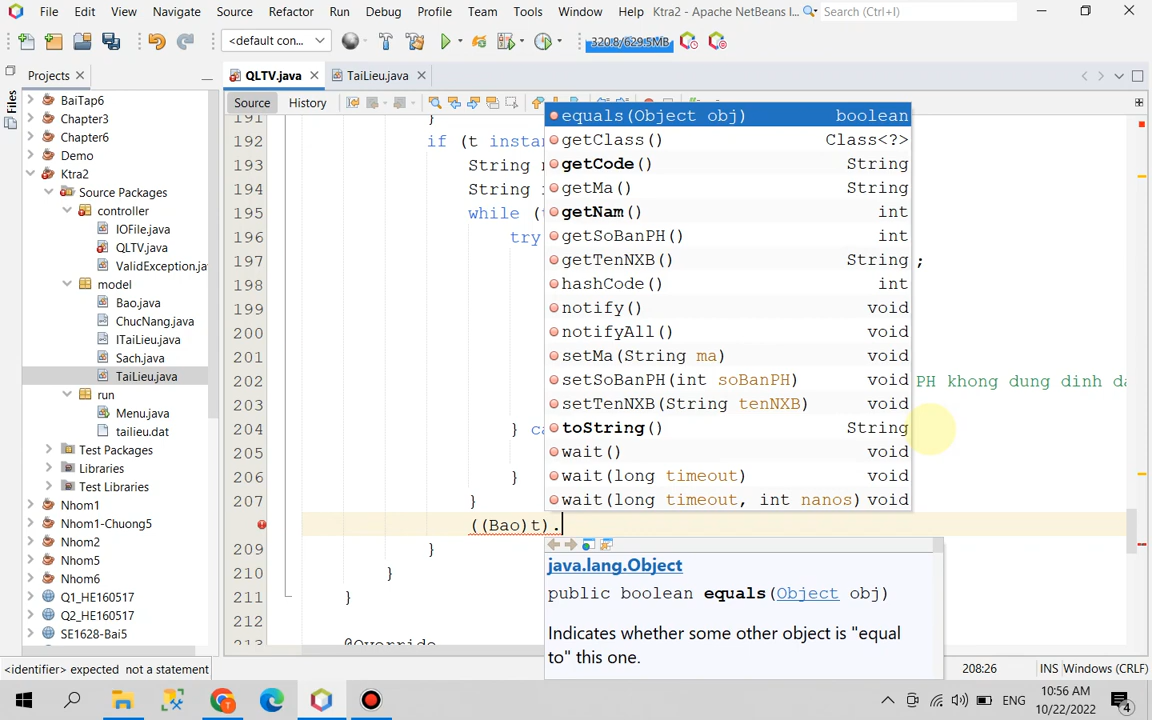 File Edit View Navigate Source Refactor Run Debug Profile Team Tools Window Help Ktra2 - Apache NetBeans I... Search (Ctrl+I)
<default con... 320.8/629.5MB
Projects QLTV.java TaiLieu.java
Files
Source History
BaiTap6
Chapter3
Chapter6
Demo
Ktra2
Source Packages
controller
IOFile.java
QLTV.java
ValidException.ja
model
Bao.java
ChucNang.java
ITaiLieu.java
Sach.java
TaiLieu.java
run
Menu.java
tailieu.dat
Test Packages
Libraries
Test Libraries
Nhom1
Nhom1-Chuong5
Nhom2
Nhom5
Nhom6
Q1_HE160517
Q2_HE160517
SE1628-Bai5
191 }
192 if (t instan
193 String
194 String
195 while (
196 try
197 ;
198
199
200
201
202 PH khong dung dinh da
203
204 } ca
205
206 }
207 }
((Bao)t).
209 }
210 }
211 }
212
213 @Override
equals(Object obj) boolean
getClass() Class<?>
getCode() String
getMa() String
getNam() int
getSoBanPH() int
getTenNXB() String
hashCode() int
notify() void
notifyAll() void
setMa(String ma) void
setSoBanPH(int soBanPH) void
setTenNXB(String tenNXB) void
toString() String
wait() void
wait(long timeout) void
wait(long timeout, int nanos) void
java.lang.Object
public boolean equals(Object obj)
Indicates whether some other object is "equal
to" this one.
<identifier> expected not a statement 208:26 INS Windows (CRLF)
ENG 10:56 AM
10/22/2022 4